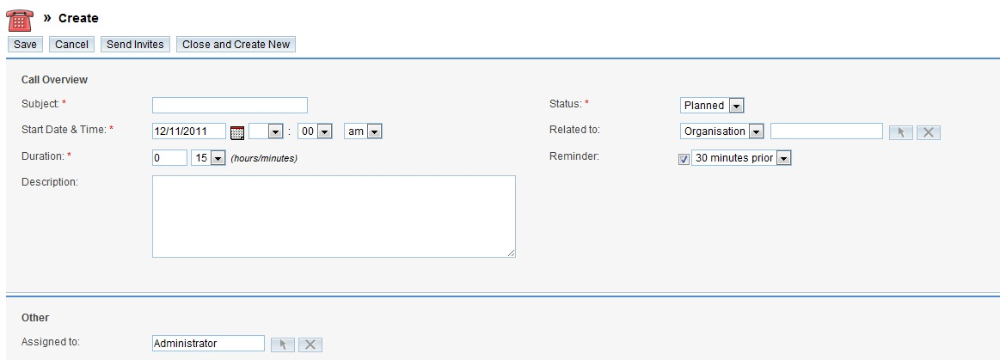 » Create
Save Cancel Send Invites Close and Create New
Call Overview
Subject: * Status: * Planned
Start Date & Time: * 12/11/2011 : 00 am Related to: Organisation
Duration: * 0 15 (hours/minutes) Reminder: 30 minutes prior
Description:
Other
Assigned to: Administrator